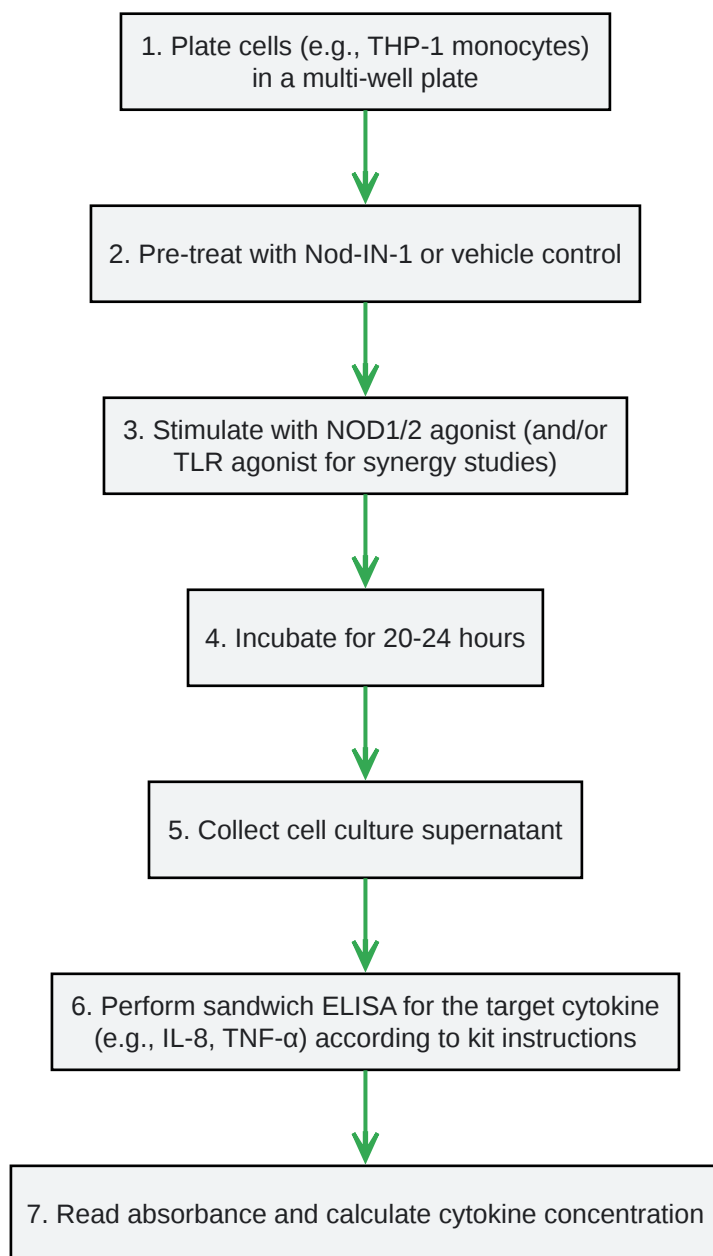 1. Plate cells (e.g., THP-1 monocytes)
in a multi-well plate
2. Pre-treat with Nod-IN-1 or vehicle control
3. Stimulate with NOD1/2 agonist (and/or
TLR agonist for synergy studies)
4. Incubate for 20-24 hours
5. Collect cell culture supernatant
6. Perform sandwich ELISA for the target cytokine
(e.g., IL-8, TNF-α) according to kit instructions
7. Read absorbance and calculate cytokine concentration